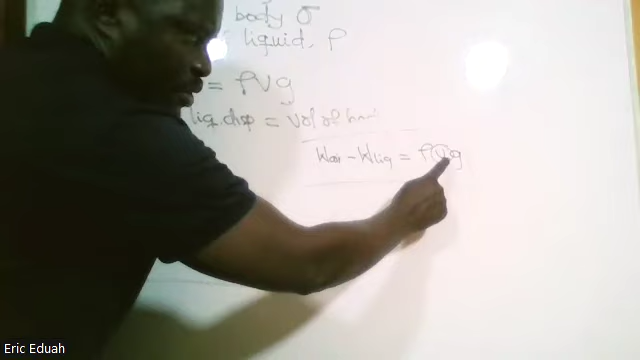 body σ
liquid, ρ
= ρVg
liq. disp = Vol of
Wair - Wliq = ρVg
Eric Eduah